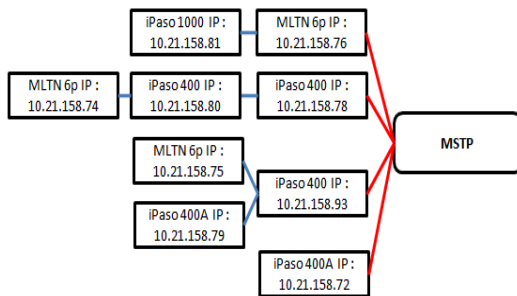 iPaso 1000 IP :
10.21.158.81
MLTN 6p IP :
10.21.158.76
MLTN 6p IP :
10.21.158.74
iPaso 400 IP :
10.21.158.80
iPaso 400 IP :
10.21.158.78
MSTP
MLTN 6p IP :
10.21.158.75
iPaso 400 IP :
10.21.158.93
iPaso 400A IP :
10.21.158.79
iPaso 400A IP :
10.21.158.72